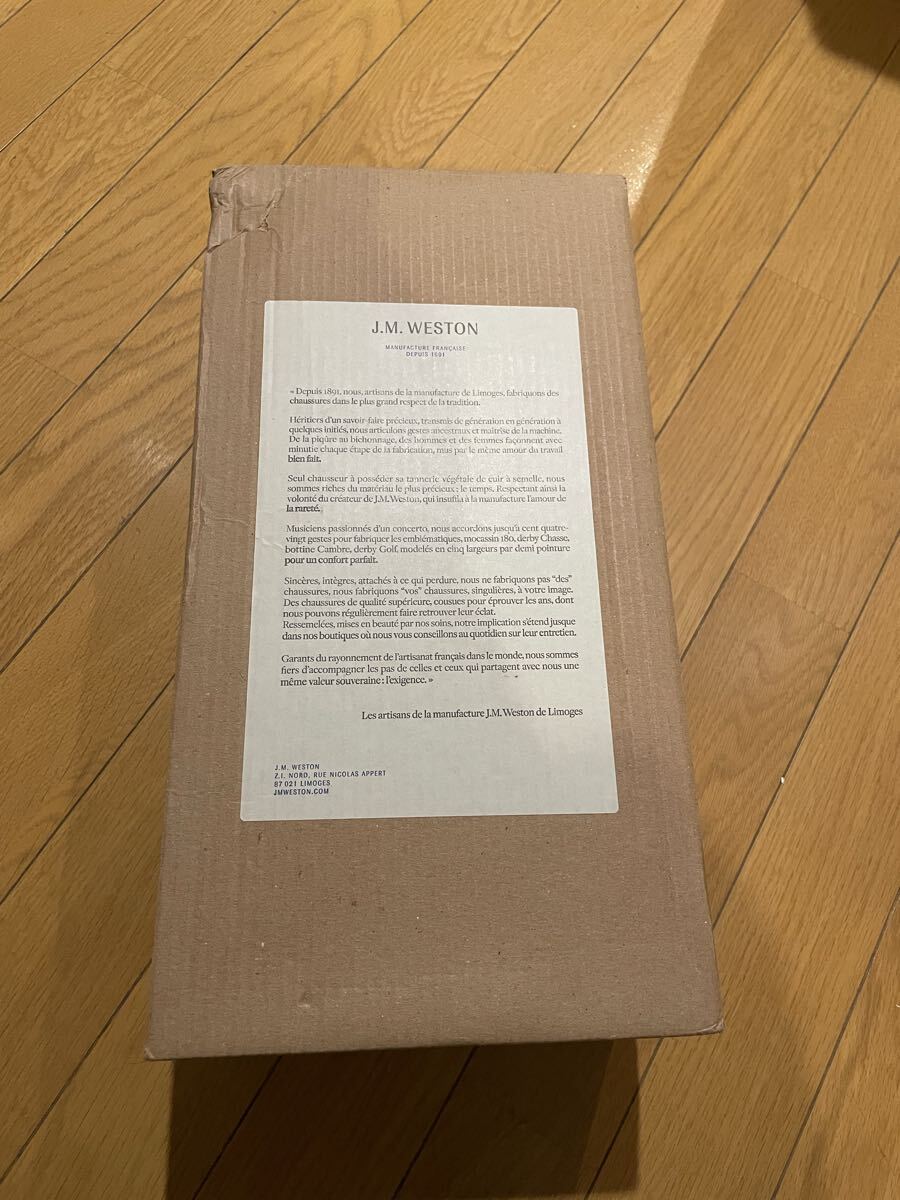 J.M. WESTON
MANUFACTURE FRANÇAISE
DEPUIS 1891
« Depuis 1891, nous, artisans de la manufacture de Limoges, fabriquons des
chaussures dans le plus grand respect de la tradition.
Héritiers d'un savoir-faire précieux, transmis de génération en génération à
quelques initiés, nous articulons gestes ancestraux et maîtrise de la machine.
De la piqûre au bichonnage, des hommes et des femmes façonnent avec
minutie chaque étape de la fabrication, mus par le même amour du travail
bien fait.
Seul chausseur à posséder sa tannerie végétale de cuir à semelle, nous
sommes riches du matériau le plus précieux : le temps. Respectant ainsi la
volonté du créateur de J.M. Weston, qui insuffla à la manufacture l'amour de
la rareté.
Musiciens passionnés d'un concerto, nous accordons jusqu'à cent quatre-
vingt gestes pour fabriquer les emblématiques, mocassin 180, derby Chasse,
bottine Cambre, derby Golf, modelés en cinq largeurs par demi pointure
pour un confort parfait.
Sincères, intègres, attachés à ce qui perdure, nous ne fabriquons pas "des"
chaussures, nous fabriquons "vos" chaussures, singulières, à votre image.
Des chaussures de qualité supérieure, cousues pour éprouver les ans, dont
nous pouvons régulièrement faire retrouver leur éclat.
Ressemelées, mises en beauté par nos soins, notre implication s'étend jusque
dans nos boutiques où nous vous conseillons au quotidien sur leur entretien.
Garants du rayonnement de l'artisanat français dans le monde, nous sommes
fiers d'accompagner les pas de celles et ceux qui partagent avec nous une
même valeur souveraine : l'exigence. »
Les artisans de la manufacture J.M. Weston de Limoges
J.M. WESTON
Z.I. NORD, RUE NICOLAS APPERT
87 021 LIMOGES
JMWESTON.COM